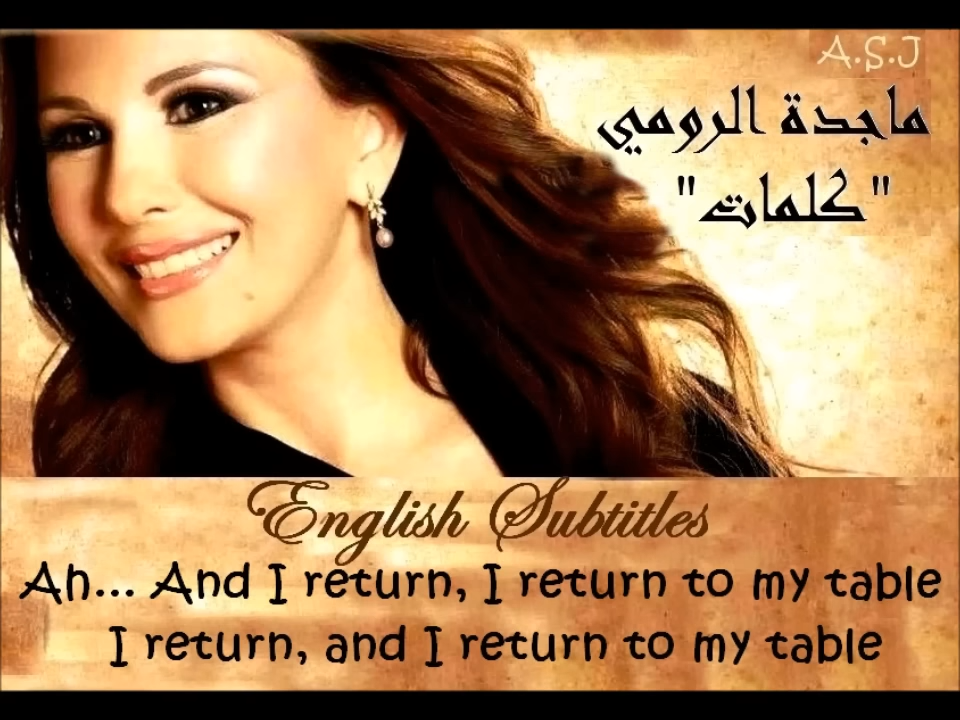 A.S.J
ماجدة الرومي
"كلمات"
English Subtitles
Ah... And I return, I return to my table
I return, and I return to my table